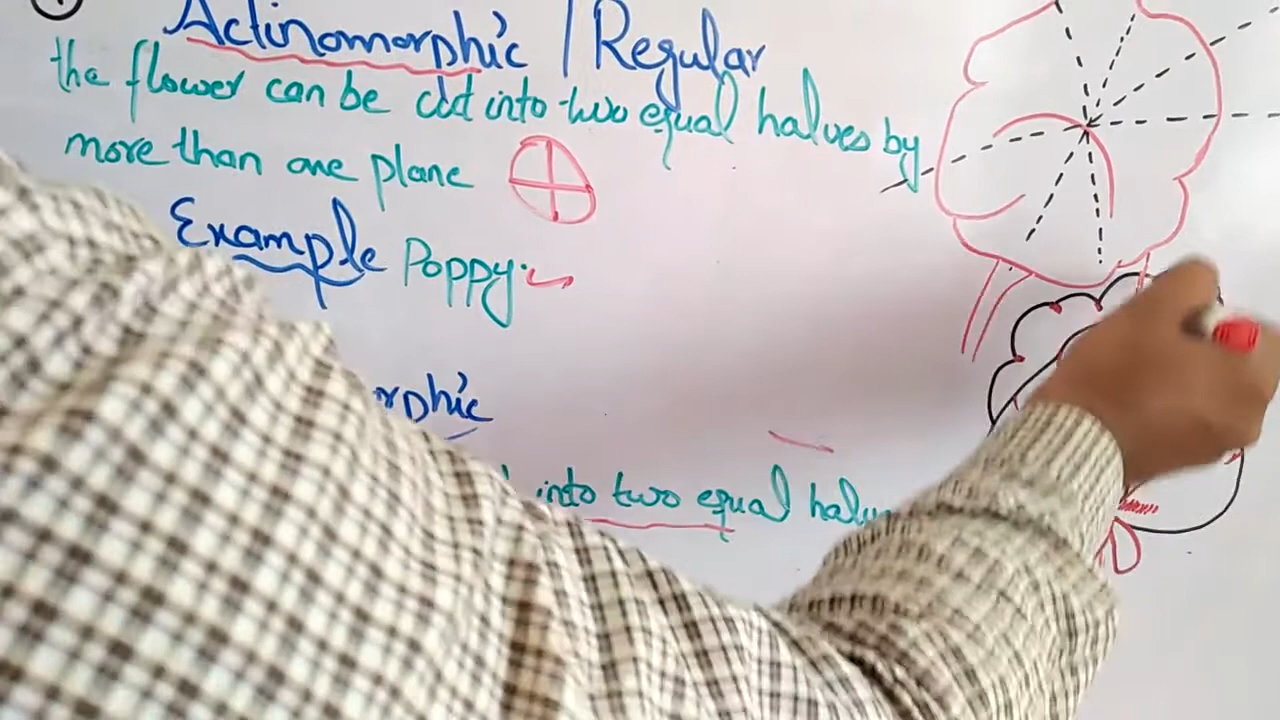 Actinomorphic / Regular
the flower can be cut into two equal halves by
more than one plane
Example Poppy.
rphic
into two equal halv